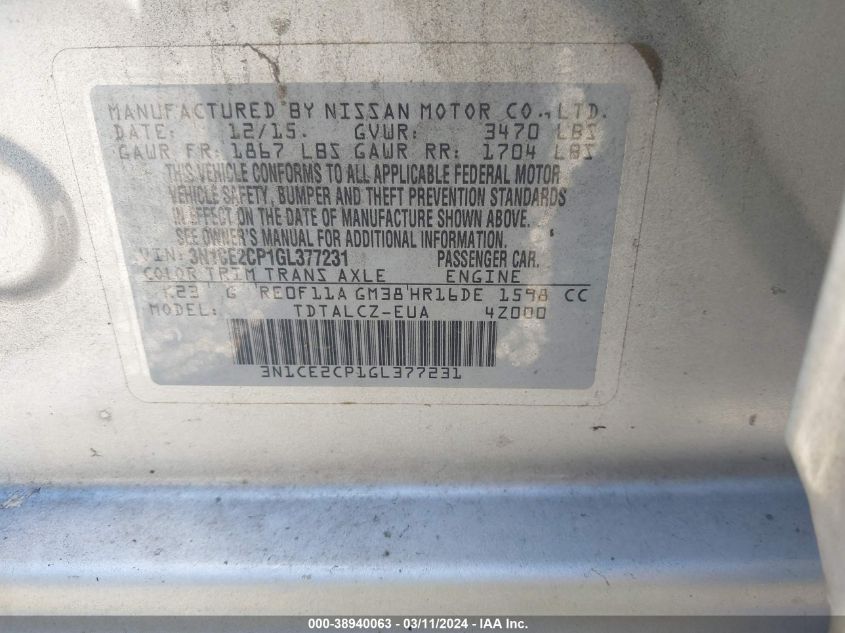 MANUFACTURED BY NISSAN MOTOR CO., LTD.
DATE: 12/15. GVWR: 3470 LBS
GAWR FR: 1867 LBS GAWR RR: 1704 LBS
THIS VEHICLE CONFORMS TO ALL APPLICABLE FEDERAL MOTOR
VEHICLE SAFETY, BUMPER AND THEFT PREVENTION STANDARDS
IN EFFECT ON THE DATE OF MANUFACTURE SHOWN ABOVE.
SEE OWNER'S MANUAL FOR ADDITIONAL INFORMATION.
VIN: 3N1CE2CP1GL377231 PASSENGER CAR.
COLOR TRIM TRANS AXLE ENGINE
K23 G RE0F11A GM38 HR16DE 1598 CC
MODEL: TDTALCZ-EUA 4Z000
3N1CE2CP1GL377231
000-38940063 - 03/11/2024 - IAA Inc.